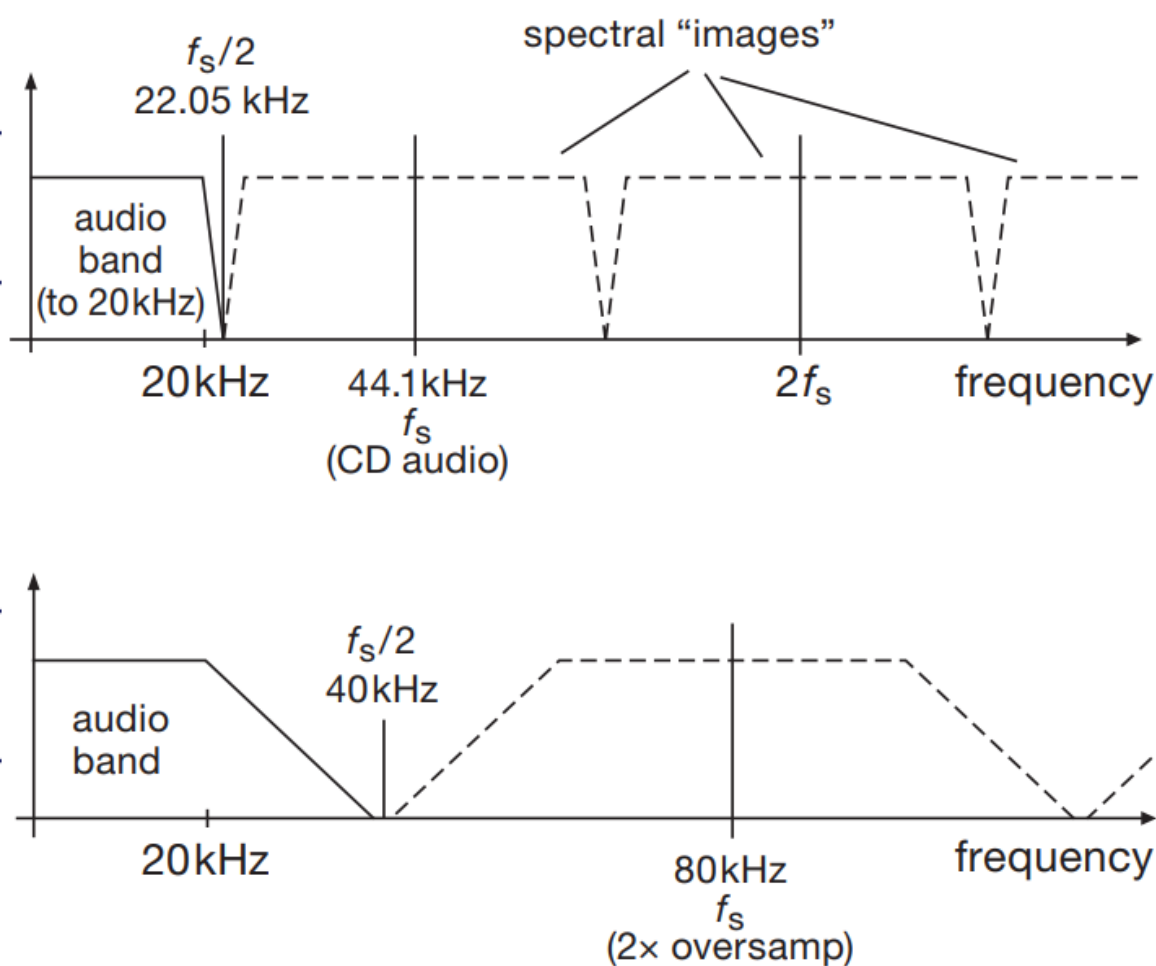 spectral “images”
fs/2
22.05 kHz
audio
band
(to 20kHz)
20kHz
44.1kHz
fs
(CD audio)
2fs
frequency
fs/2
40kHz
audio
band
20kHz
80kHz
fs
(2× oversamp)
frequency